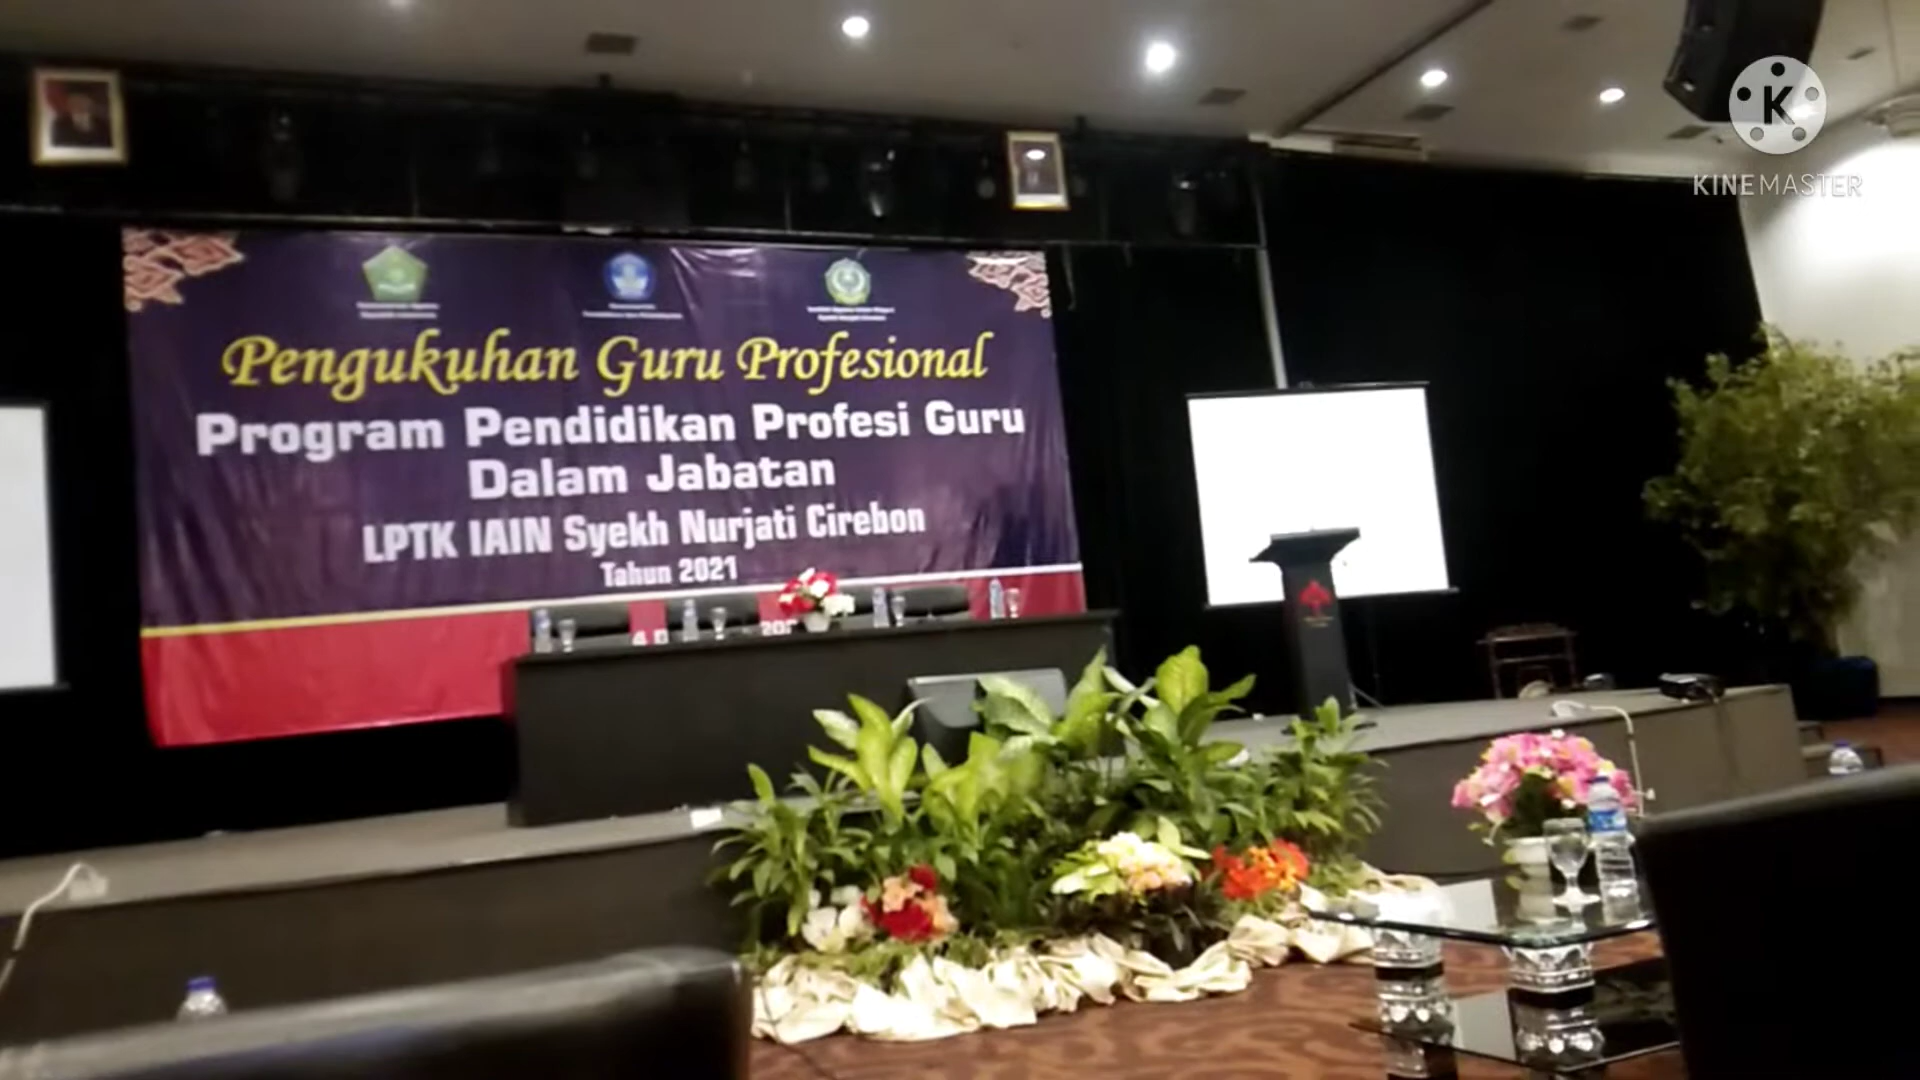 KINEMASTER
Pengukuhan Guru Profesional
Program Pendidikan Profesi Guru
Dalam Jabatan
LPTK IAIN Syekh Nurjati Cirebon
Tahun 2021